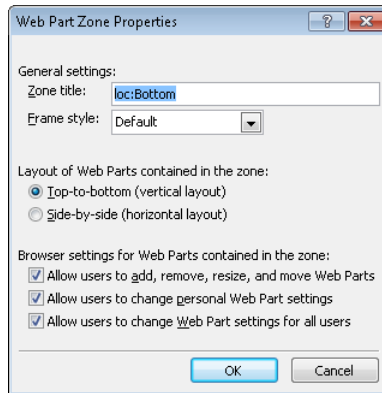 Web Part Zone Properties
General settings:
Zone title: loc:Bottom
Frame style: Default
Layout of Web Parts contained in the zone:
Top-to-bottom (vertical layout)
Side-by-side (horizontal layout)
Browser settings for Web Parts contained in the zone:
Allow users to add, remove, resize, and move Web Parts
Allow users to change personal Web Part settings
Allow users to change Web Part settings for all users
OK Cancel